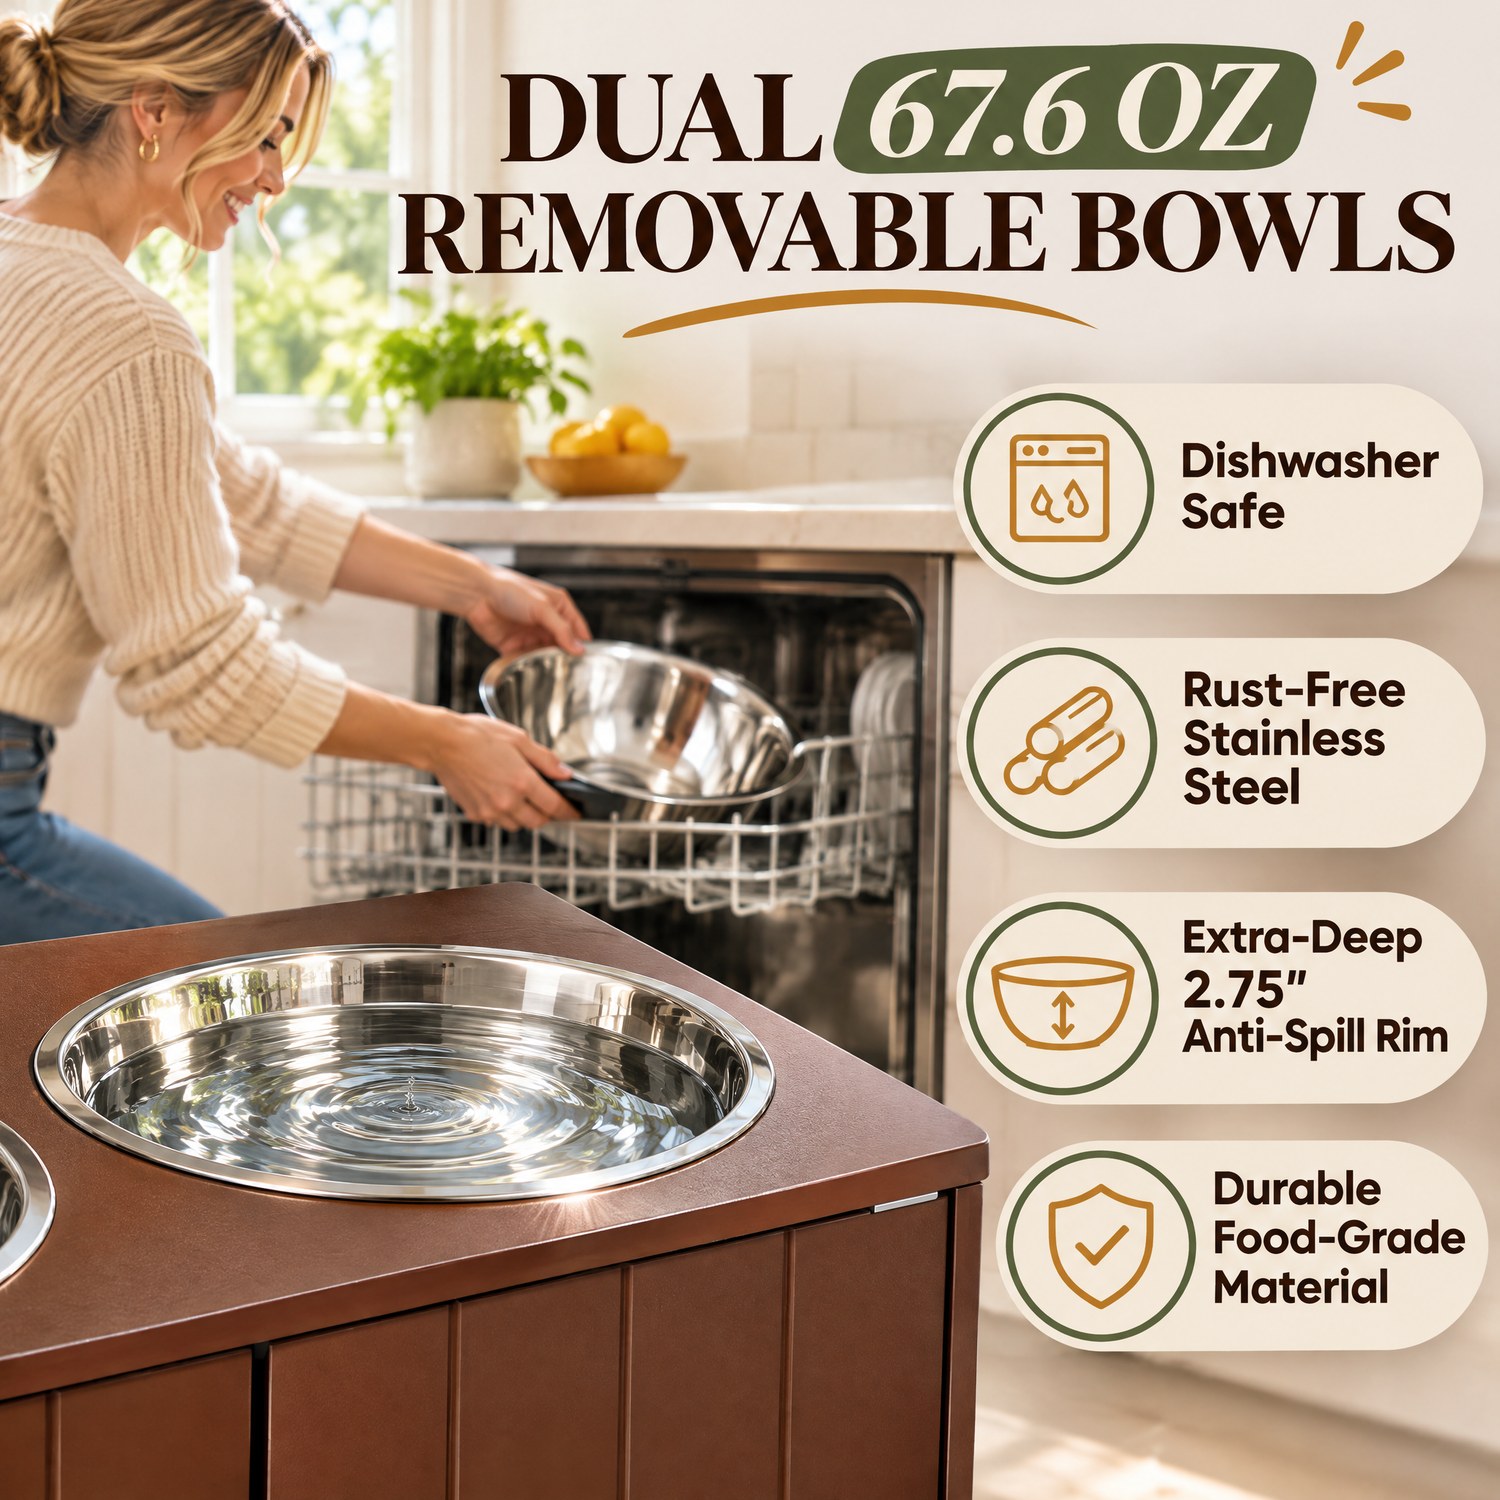 DUAL 67.6 OZ
REMOVABLE BOWLS
Dishwasher
Safe
Rust-Free
Stainless
Steel
Extra-Deep
2.75″
Anti-Spill Rim
Durable
Food-Grade
Material